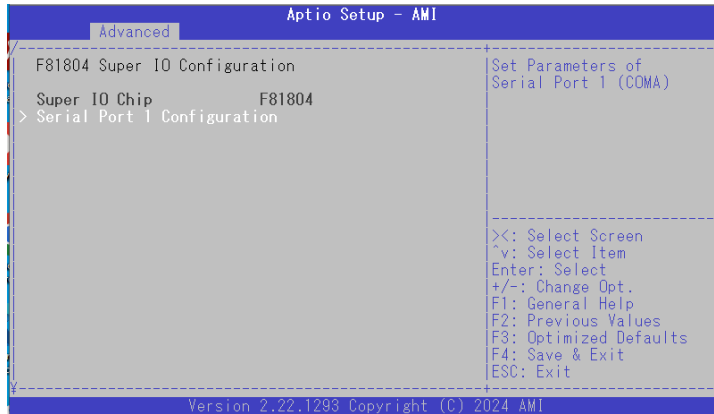 Aptio Setup - AMI
Advanced
F81804 Super IO Configuration
Super IO Chip F81804
> Serial Port 1 Configuration
Set Parameters of
Serial Port 1 (COMA)
><: Select Screen
^v: Select Item
Enter: Select
+/-: Change Opt.
F1: General Help
F2: Previous Values
F3: Optimized Defaults
F4: Save & Exit
ESC: Exit
Version 2.22.1293 Copyright (C) 2024 AMI